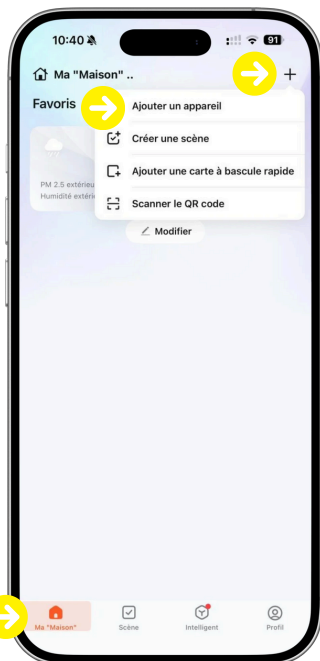 10:40
91
Ma "Maison" ..
Favoris
Ajouter un appareil
Créer une scène
Ajouter une carte à bascule rapide
Scanner le QR code
PM 2.5 extérieu
Humidité extérie
Modifier
Ma "Maison"
Scène
Intelligent
Profil